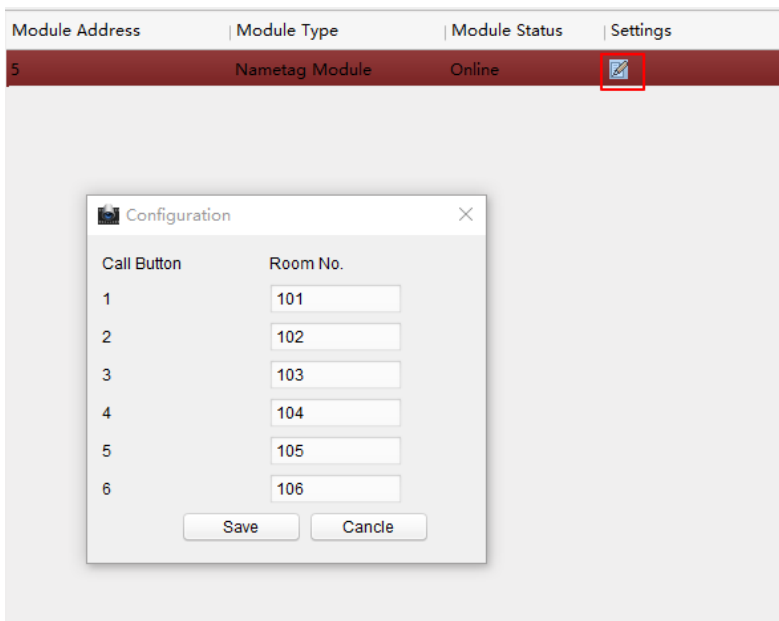 Module Address Module Type Module Status Settings
5 Nametag Module Online
Configuration
Call Button Room No.
1 101
2 102
3 103
4 104
5 105
6 106
Save Cancle